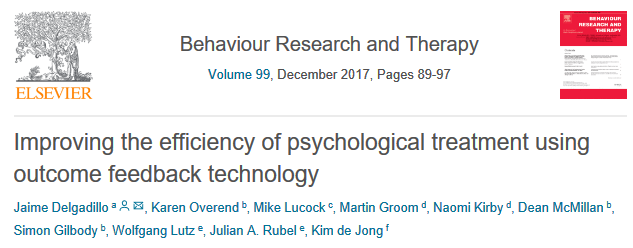 Behaviour Research and Therapy
BEHAVIOUR
RESEARCH AND
THERAPY
Volume 99, December 2017, Pages 89-97
ELSEVIER
Improving the efficiency of psychological treatment using
outcome feedback technology
Jaime Delgadillo a, Karen Overend b, Mike Lucock c, Martin Groom d, Naomi Kirby d, Dean McMillan b,
Simon Gilbody b, Wolfgang Lutz e, Julian A. Rubel e, Kim de Jong f